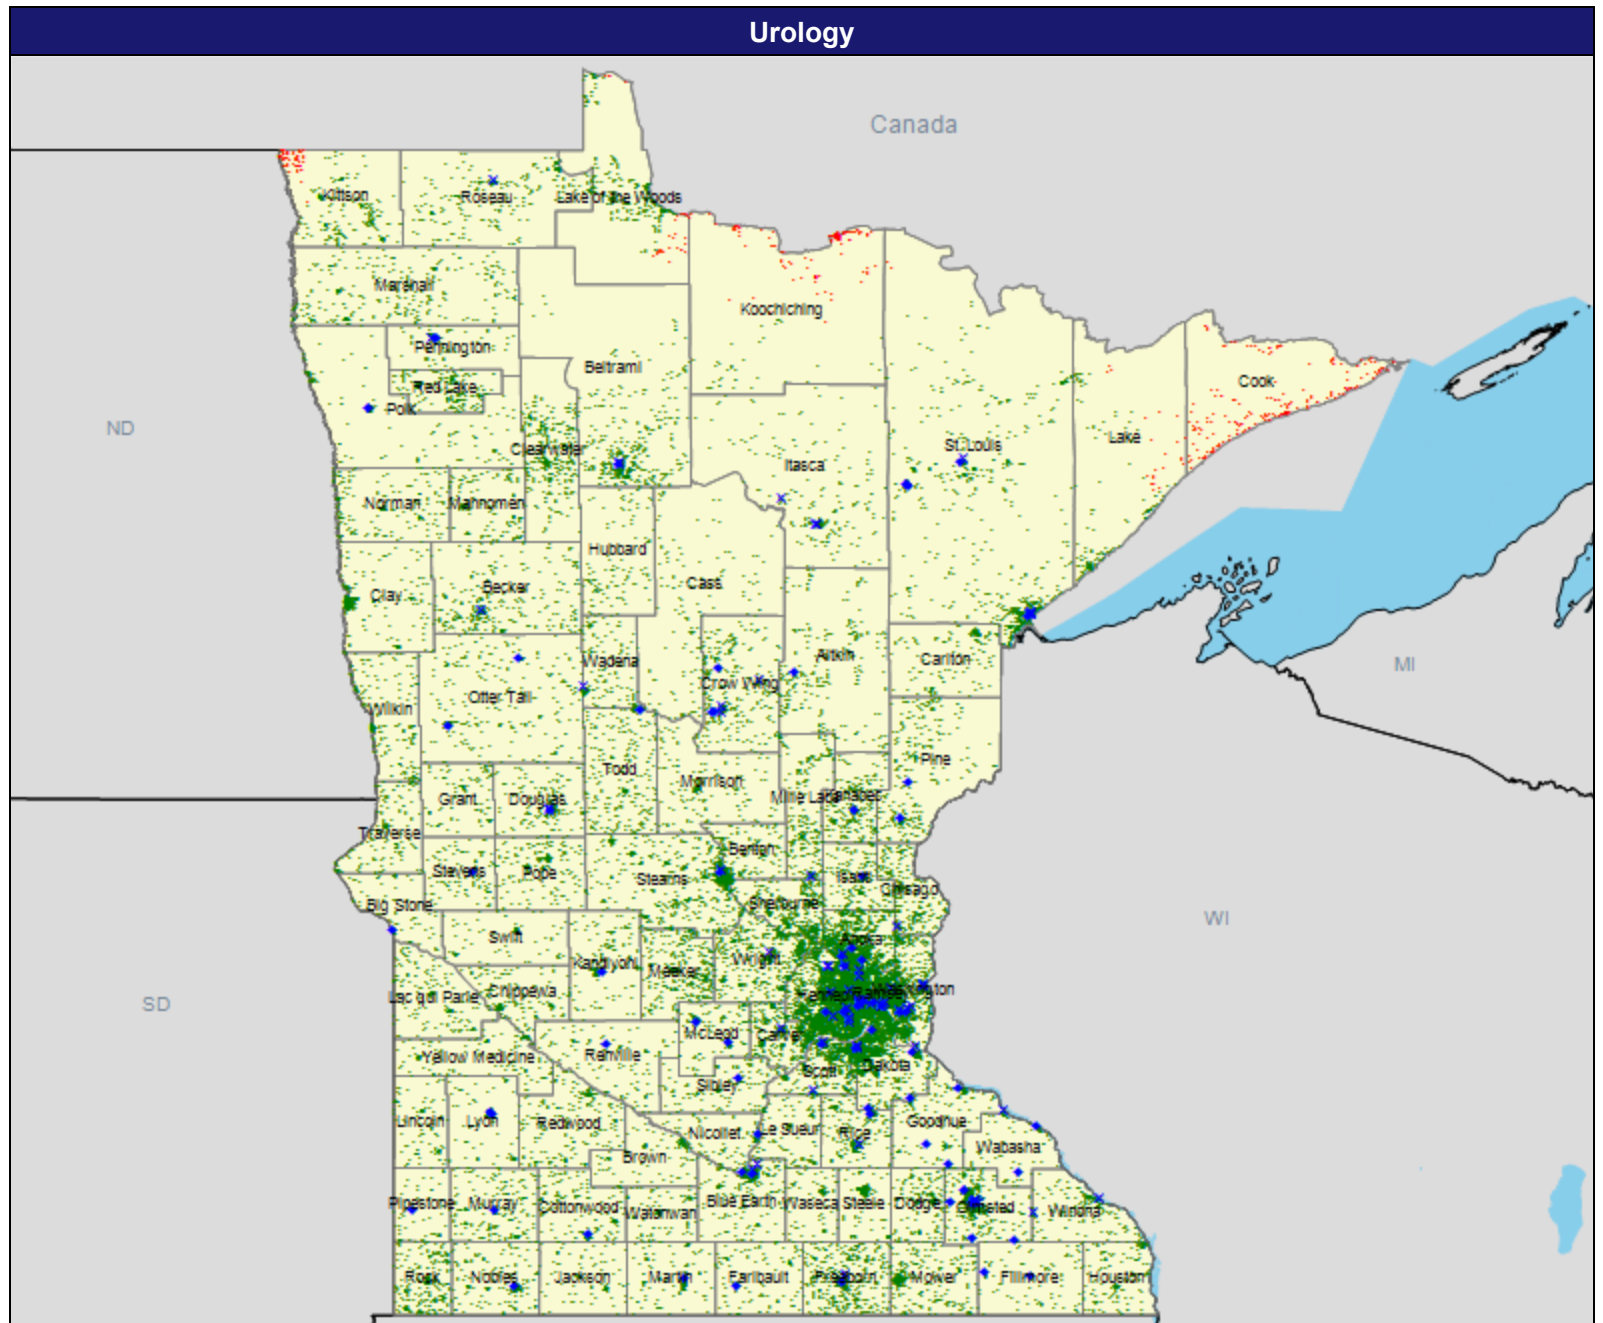 Urology
Canada
Kittson
Roseau
Lake of the Woods
Marshall
Koochiching
Pennington
Beltrami
Red Lake
Cook
Polk
ND
Lake
St. Louis
Clearwater
Itasca
Norman
Mahnomen
Hubbard
Cass
Becker
Clay
Aitkin
Carlton
Wadena
MI
Crow Wing
Otter Tail
Wilkin
Pine
Todd
Morrison
Mille Lacs
Kanabec
Grant
Douglas
Traverse
Benton
Stevens
Pope
Stearns
Isanti
Chisago
Sherburne
Big Stone
WI
Swift
Anoka
Wright
Kandiyohi
Meeker
Hennepin
Ramsey
Washington
Chippewa
Lac qui Parle
SD
McLeod
Carver
Yellow Medicine
Renville
Dakota
Scott
Sibley
Lincoln
Lyon
Redwood
Nicollet
Le Sueur
Rice
Goodhue
Wabasha
Brown
Pipestone
Murray
Cottonwood
Watonwan
Blue Earth
Waseca
Steele
Dodge
Olmsted
Winona
Rock
Nobles
Jackson
Martin
Faribault
Freeborn
Mower
Fillmore
Houston